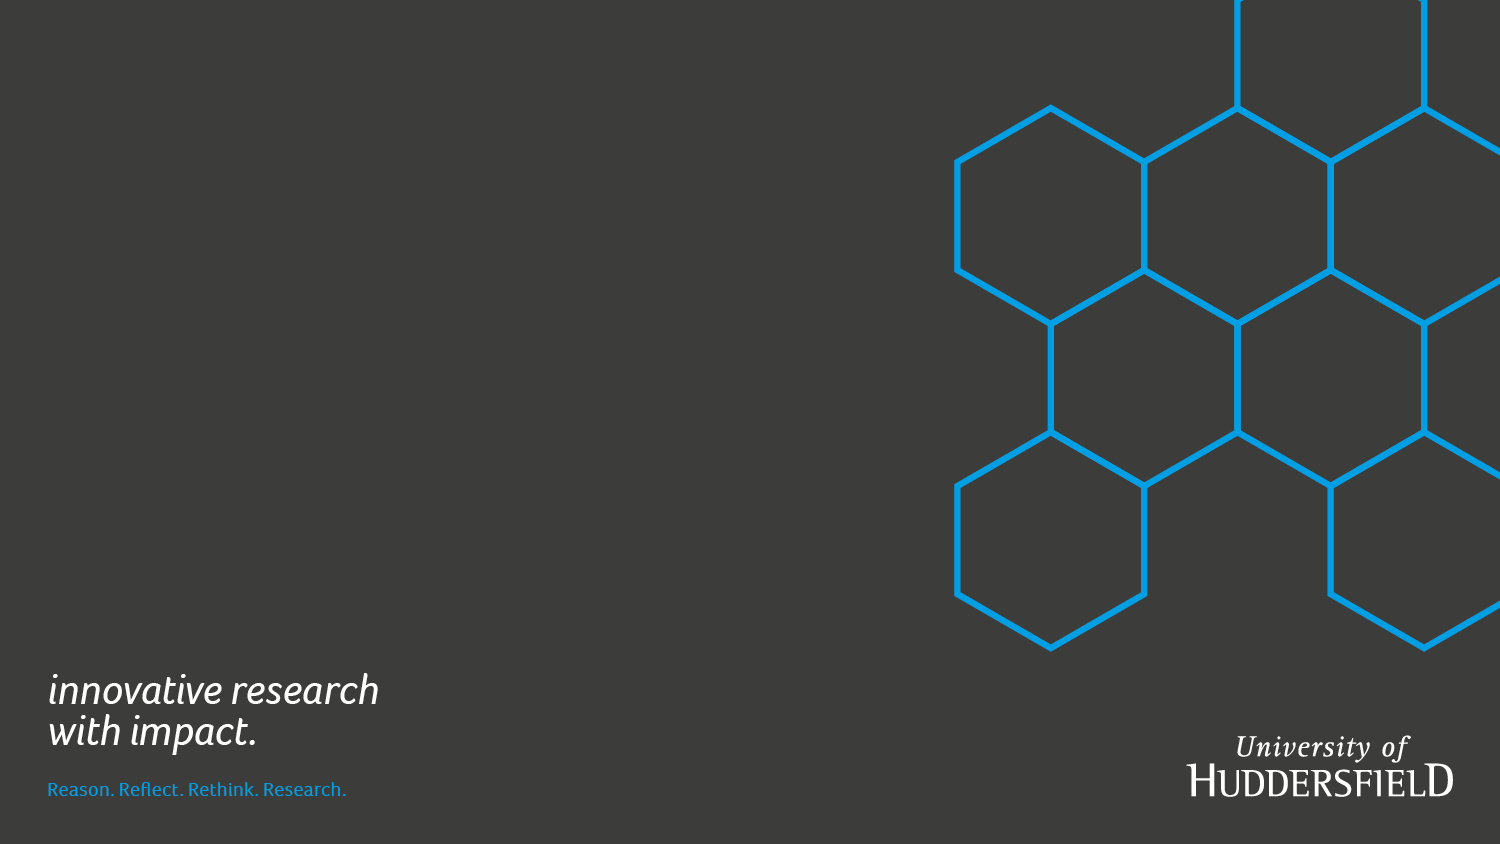 innovative research
with impact.
Reason. Reflect. Rethink. Research.
University of
HUDDERSFIELD